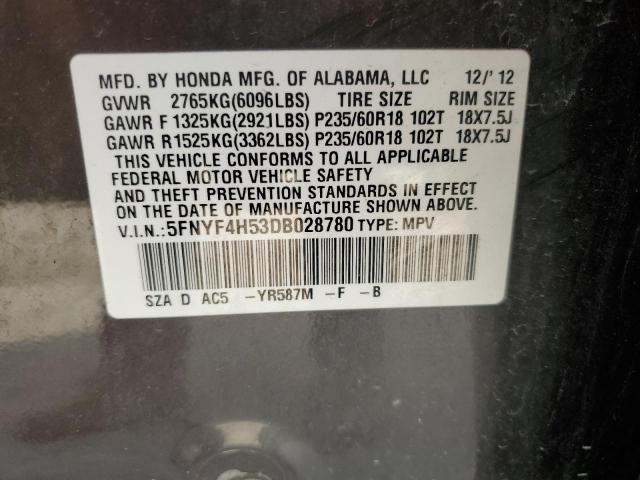 MFD. BY HONDA MFG. OF ALABAMA, LLC 12/'12
GVWR 2765KG(6096LBS) TIRE SIZE RIM SIZE
GAWR F 1325KG(2921LBS) P235/60R18 102T 18X7.5J
GAWR R 1525KG(3362LBS) P235/60R18 102T 18X7.5J
THIS VEHICLE CONFORMS TO ALL APPLICABLE
FEDERAL MOTOR VEHICLE SAFETY
AND THEFT PREVENTION STANDARDS IN EFFECT
ON THE DATE OF MANUFACTURE SHOWN ABOVE.
V.I.N.:5FNYF4H53DB028780 TYPE: MPV
SZA D AC5 -YR587M -F -B